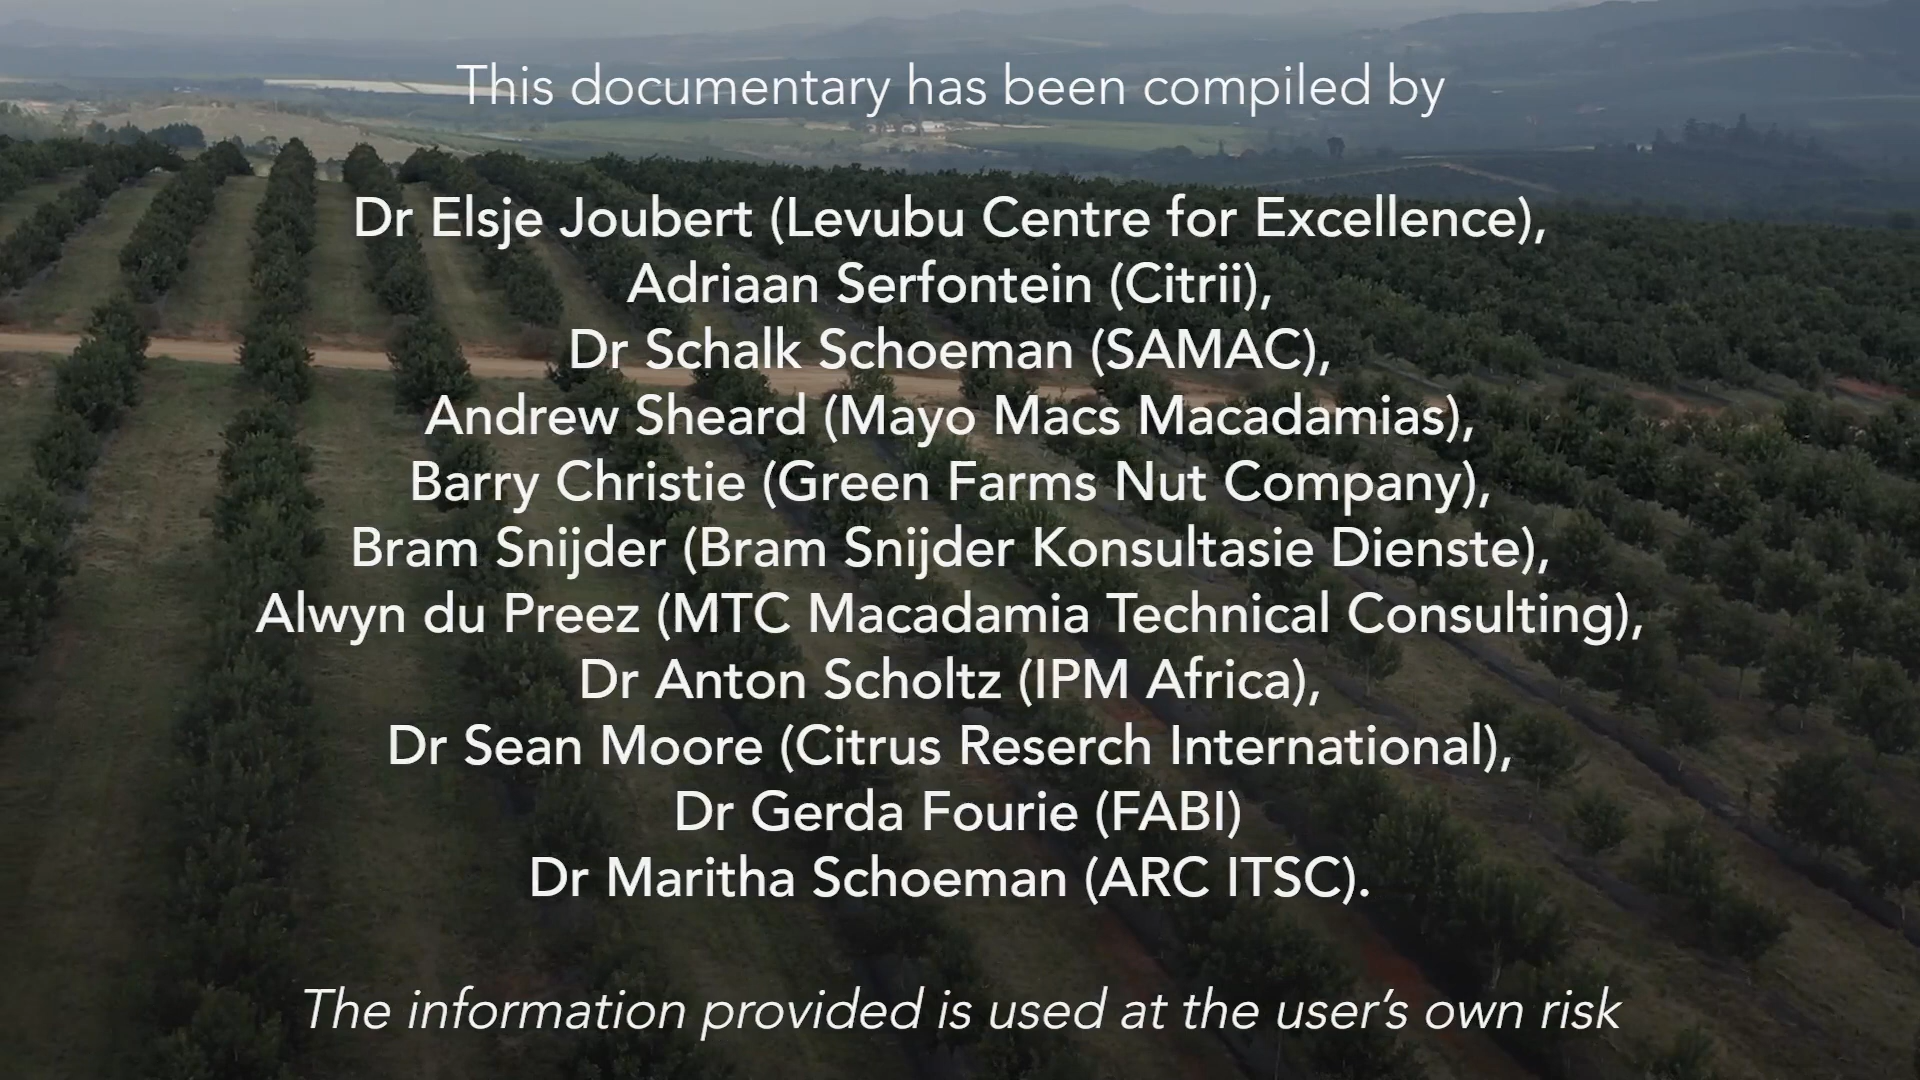 This documentary has been compiled by
Dr Elsje Joubert (Levubu Centre for Excellence),
Adriaan Serfontein (Citrii),
Dr Schalk Schoeman (SAMAC),
Andrew Sheard (Mayo Macs Macadamias),
Barry Christie (Green Farms Nut Company),
Bram Snijder (Bram Snijder Konsultasie Dienste),
Alwyn du Preez (MTC Macadamia Technical Consulting),
Dr Anton Scholtz (IPM Africa),
Dr Sean Moore (Citrus Reserch International),
Dr Gerda Fourie (FABI)
Dr Maritha Schoeman (ARC ITSC).
The information provided is used at the user’s own risk